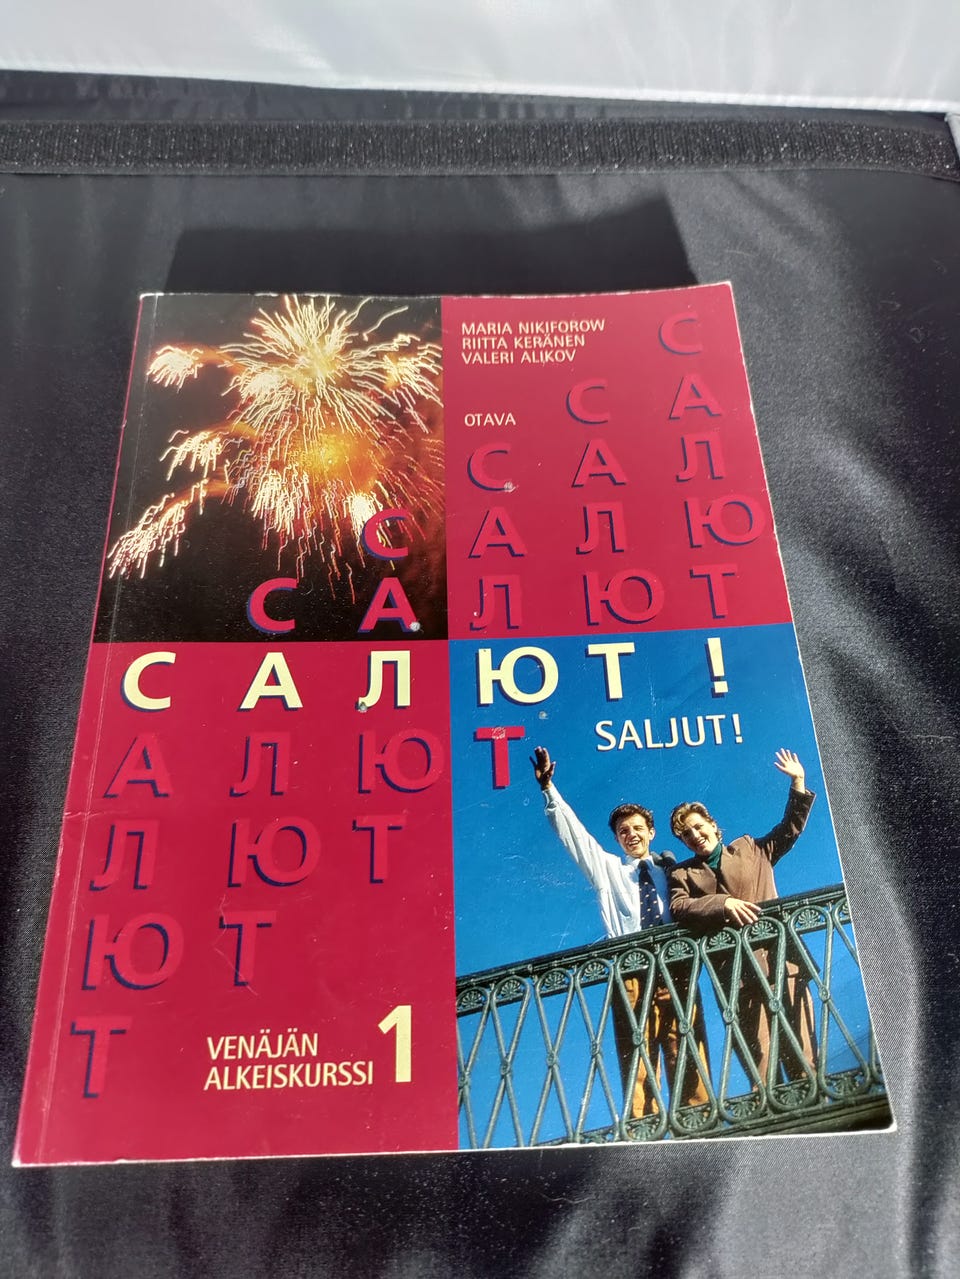 MARIA NIKIFOROW
RIITTA KERÄNEN
VALERI ALIKOV
OTAVA
С
С А
С А Л
С А Л Ю
С А Л Ю Т
САЛЮТ!
SALJUT!
А Л Ю Т
Л Ю Т
Ю Т
Т
VENÄJÄN
ALKEISKURSSI 1